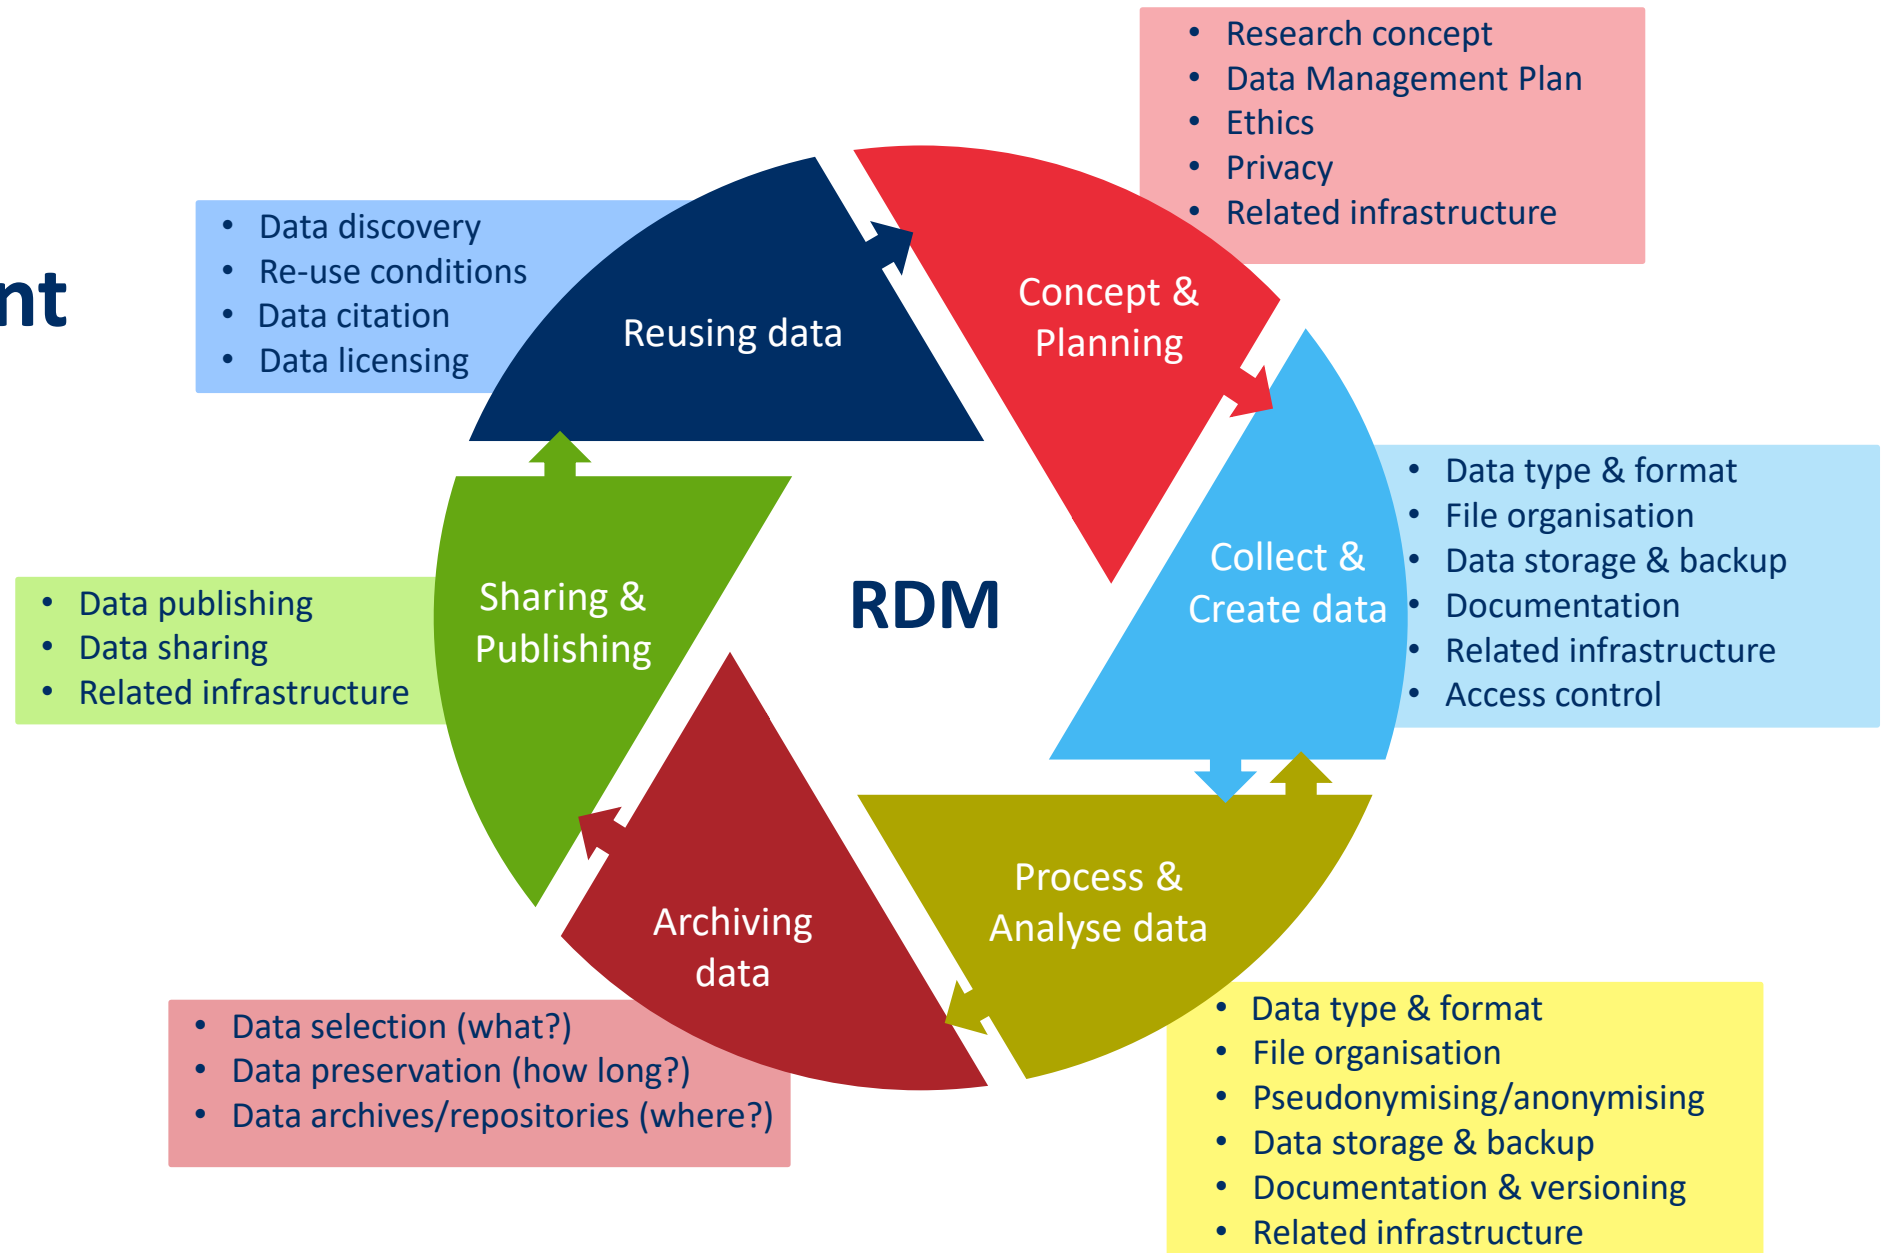 nt
• Research concept
• Data Management Plan
• Ethics
• Privacy
• Related infrastructure
• Data discovery
• Re-use conditions
• Data citation
• Data licensing
Reusing data
Concept &
Planning
• Data type & format
• File organisation
• Data storage & backup
• Documentation
• Related infrastructure
• Access control
Collect &
Create data
RDM
Sharing &
Publishing
• Data publishing
• Data sharing
• Related infrastructure
Process &
Analyse data
Archiving
data
• Data selection (what?)
• Data preservation (how long?)
• Data archives/repositories (where?)
• Data type & format
• File organisation
• Pseudonymising/anonymising
• Data storage & backup
• Documentation & versioning
• Related infrastructure